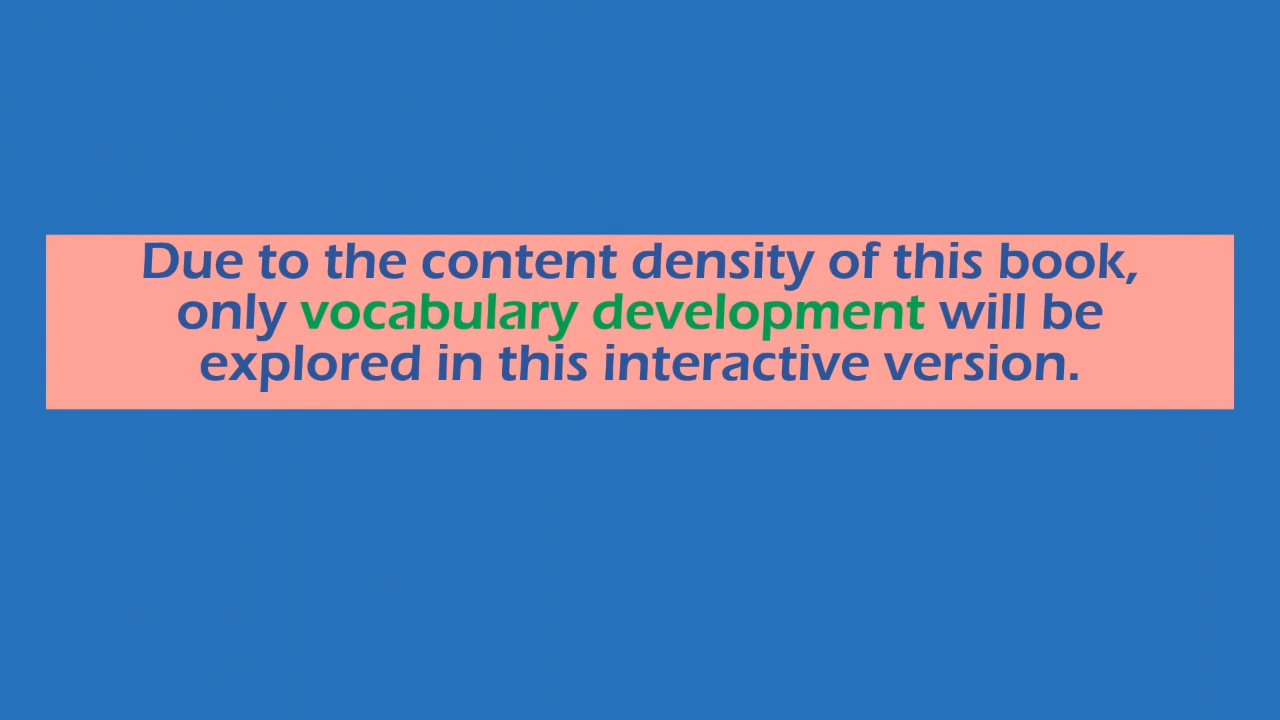 Due to the content density of this book,
only vocabulary development will be
explored in this interactive version.